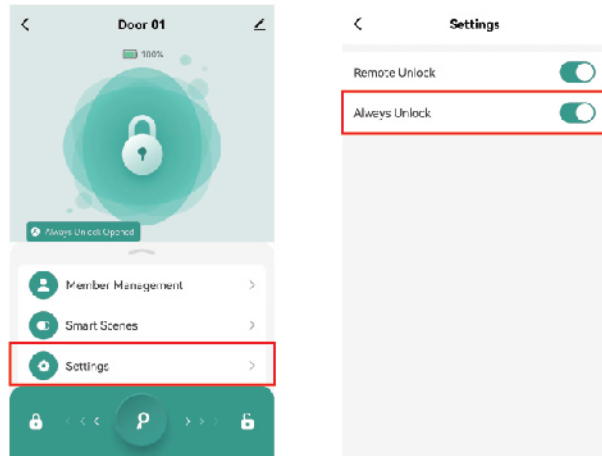 Door 01
100%
Always Unlock Opened
Member Management
Smart Scenes
Settings
Settings
Remote Unlock
Always Unlock